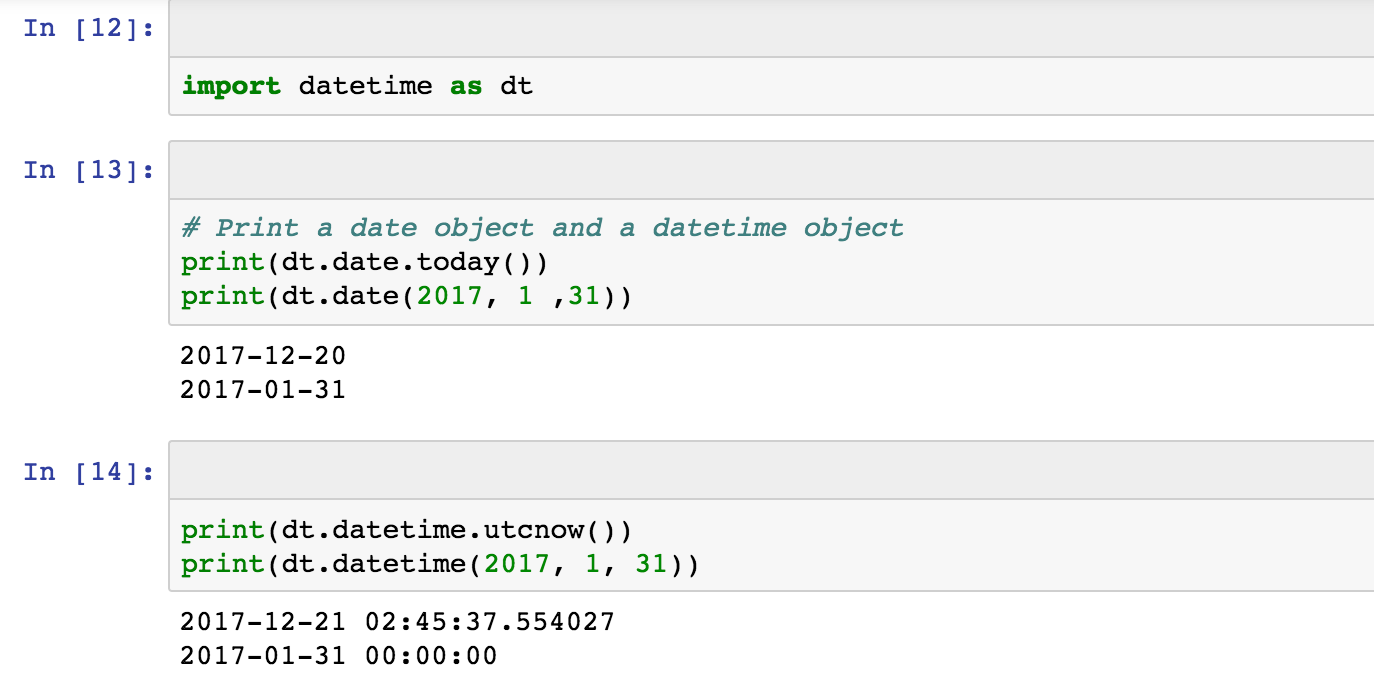 In [12]:
import datetime as dt
In [13]:
# Print a date object and a datetime object
print(dt.date.today())
print(dt.date(2017, 1 ,31))
2017-12-20
2017-01-31
In [14]:
print(dt.datetime.utcnow())
print(dt.datetime(2017, 1, 31))
2017-12-21 02:45:37.554027
2017-01-31 00:00:00